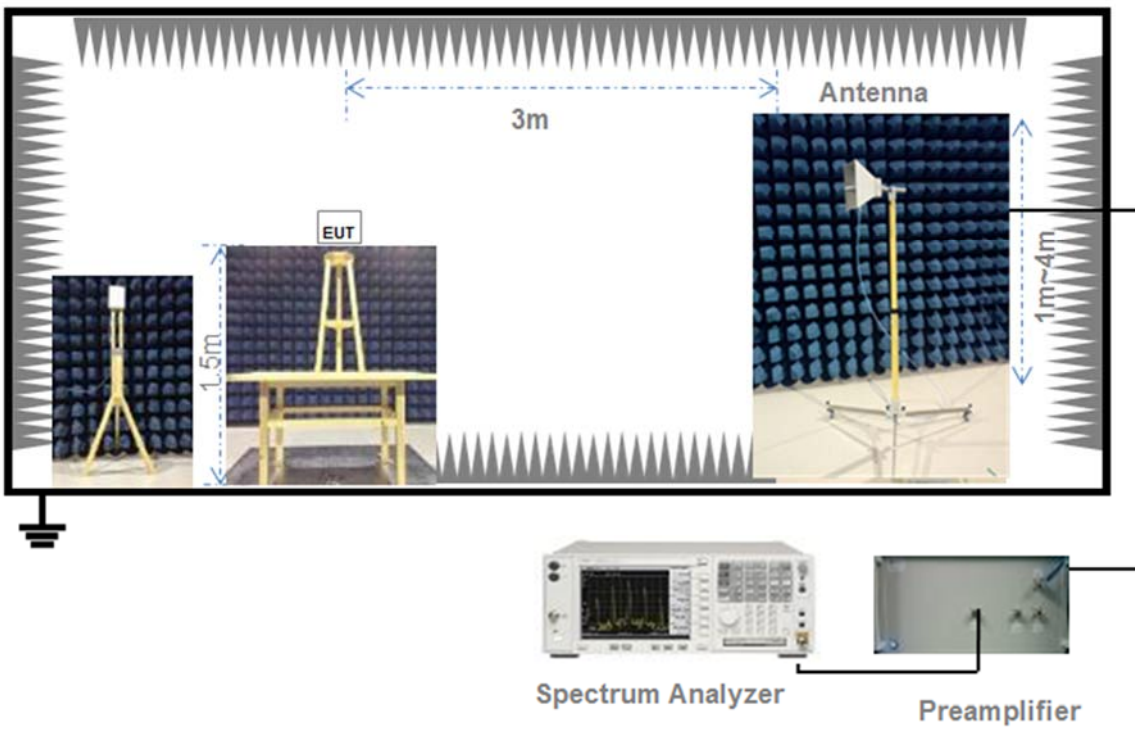 Antenna
3m
EUT
1.5m
1m~4m
Spectrum Analyzer
Preamplifier